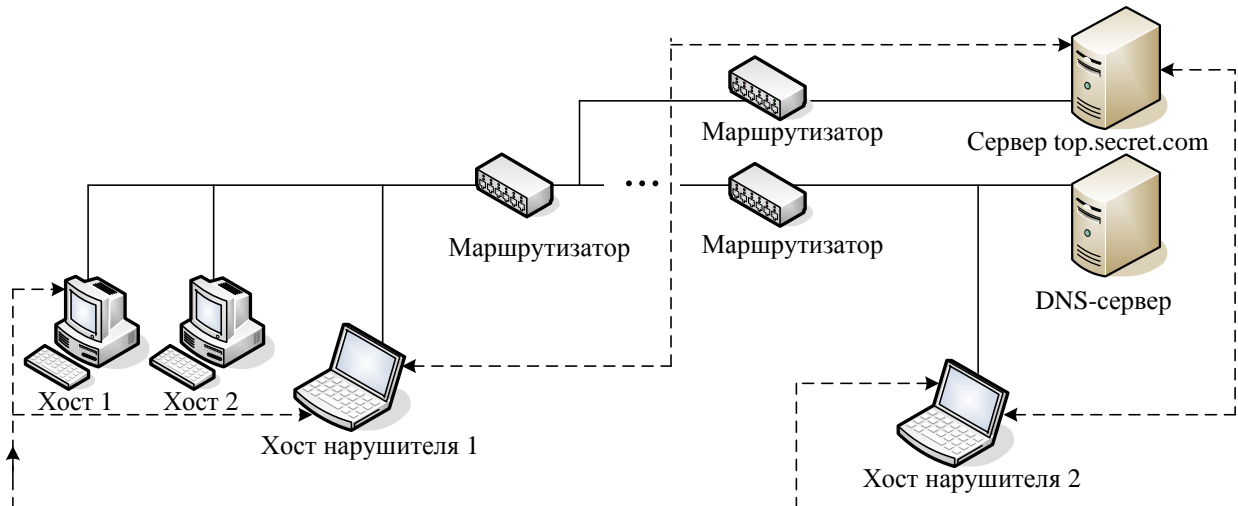 Маршрутизатор
Сервер top.secret.com
Маршрутизатор
Маршрутизатор
DNS-сервер
Хост 1
Хост 2
Хост нарушителя 1
Хост нарушителя 2